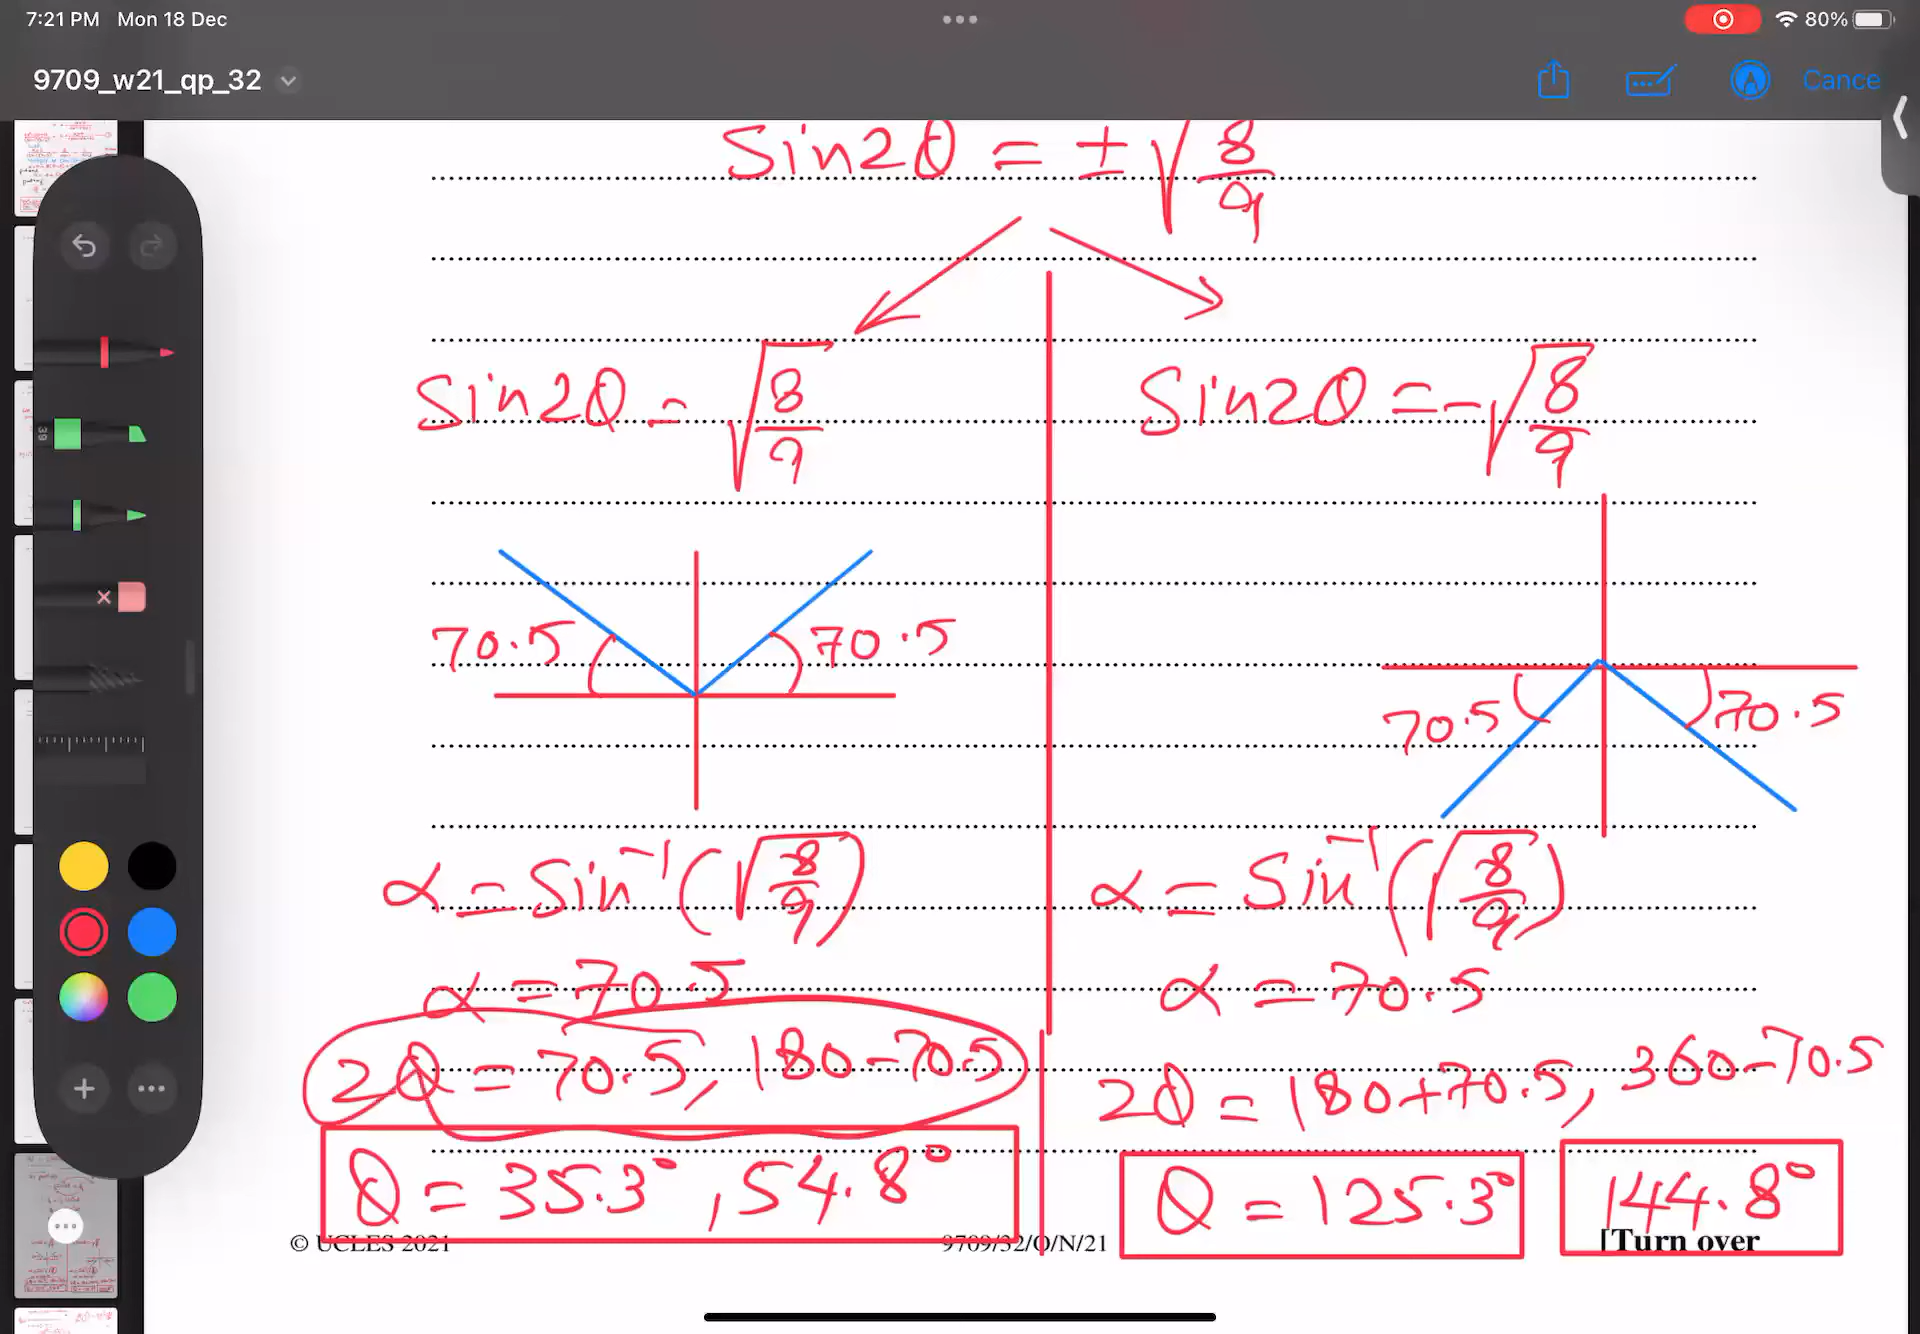 7:21 PM Mon 18 Dec
80%
9709_w21_qp_32
Cance
Sin2θ = ±√8/9
Sin2θ = √8/9
Sin2θ = -√8/9
70.5
70.5
70.5
70.5
α = Sin⁻¹(√8/9)
α = Sin⁻¹(√8/9)
α = 70.5
α = 70.5
2θ = 70.5, 180-70.5
2θ = 180+70.5, 360-70.5
θ = 35.3°, 54.8°
θ = 125.3°
144.8°
© UCLES 2021
9709/32/O/N/21
[Turn over
39